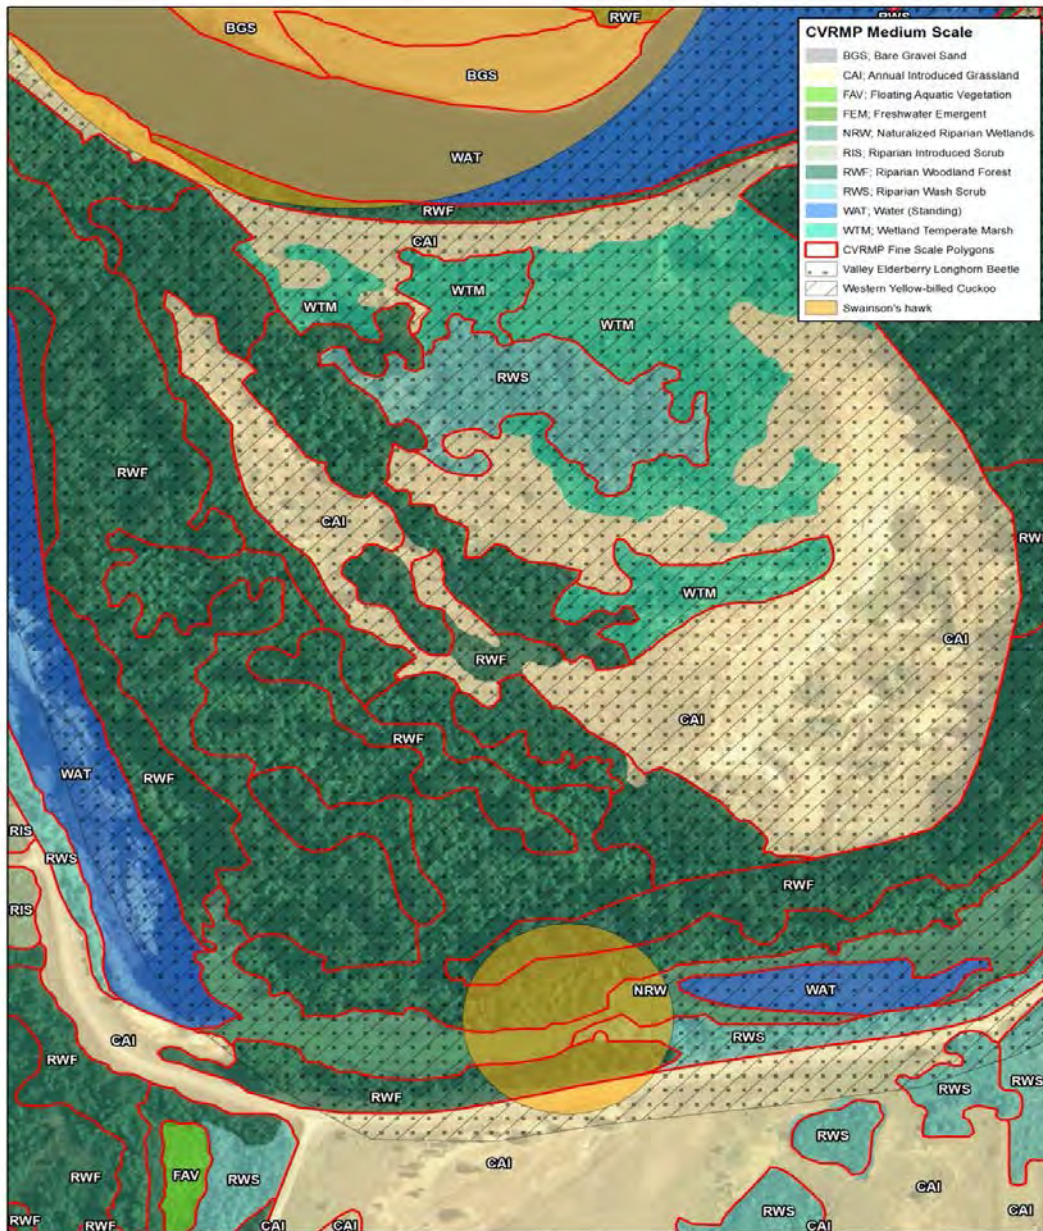 BGS
RWF
RWS
BGS
WAT
CVRMP Medium Scale
BGS; Bare Gravel Sand
CAI; Annual Introduced Grassland
FAV; Floating Aquatic Vegetation
FEM; Freshwater Emergent
NRW; Naturalized Riparian Wetlands
RIS; Riparian Introduced Scrub
RWF; Riparian Woodland Forest
RWS; Riparian Wash Scrub
WAT; Water (Standing)
WTM; Wetland Temperate Marsh
CVRMP Fine Scale Polygons
Valley Elderberry Longhorn Beetle
Western Yellow-billed Cuckoo
Swainson's hawk
RWF
CAI
WTM
WTM
WTM
RWS
RWF
CAI
RWF
WTM
CAI
RWF
CAI
RWF
WAT
RWF
RIS
RWS
RWF
RIS
NRW
WAT
CAI
RWS
RWF
RWF
RWS
RWS
RWS
CAI
RWF
FAV
RWS
CAI
RWF
RWF
CAI
CAI
RWS
CAI
CAI